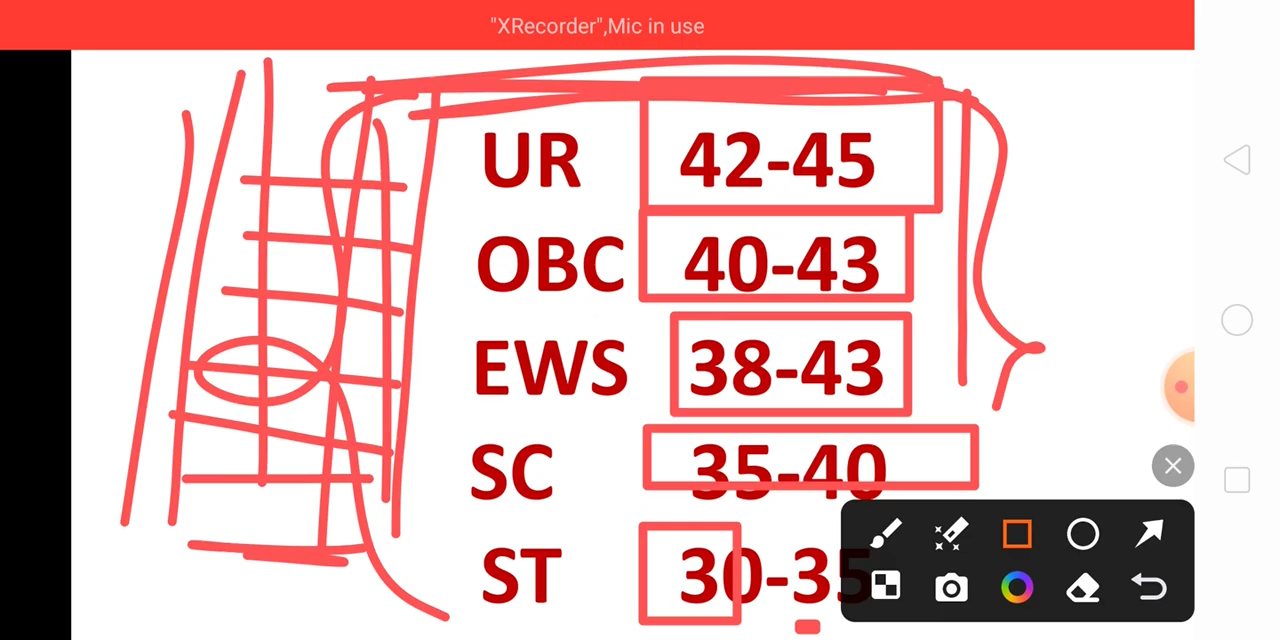 "XRecorder",Mic in use
UR 42-45
OBC 40-43
EWS 38-43
SC 35-40
ST 30-35